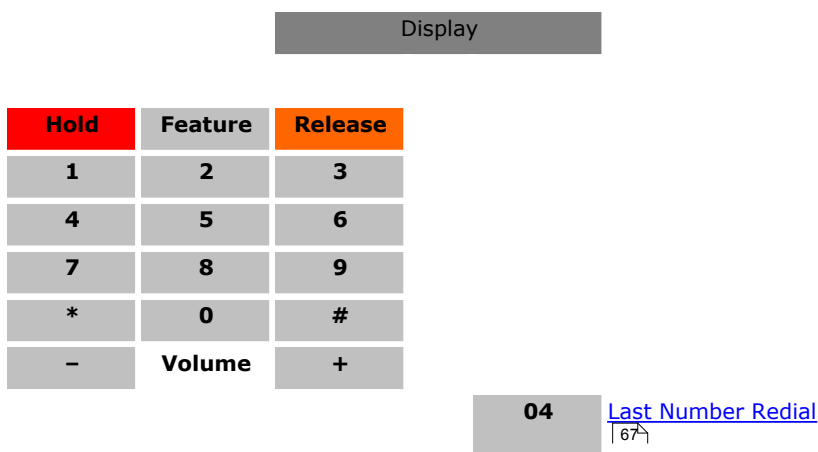 Display
Hold Feature Release
1 2 3
4 5 6
7 8 9
* 0 #
– Volume +
04 Last Number Redial
67